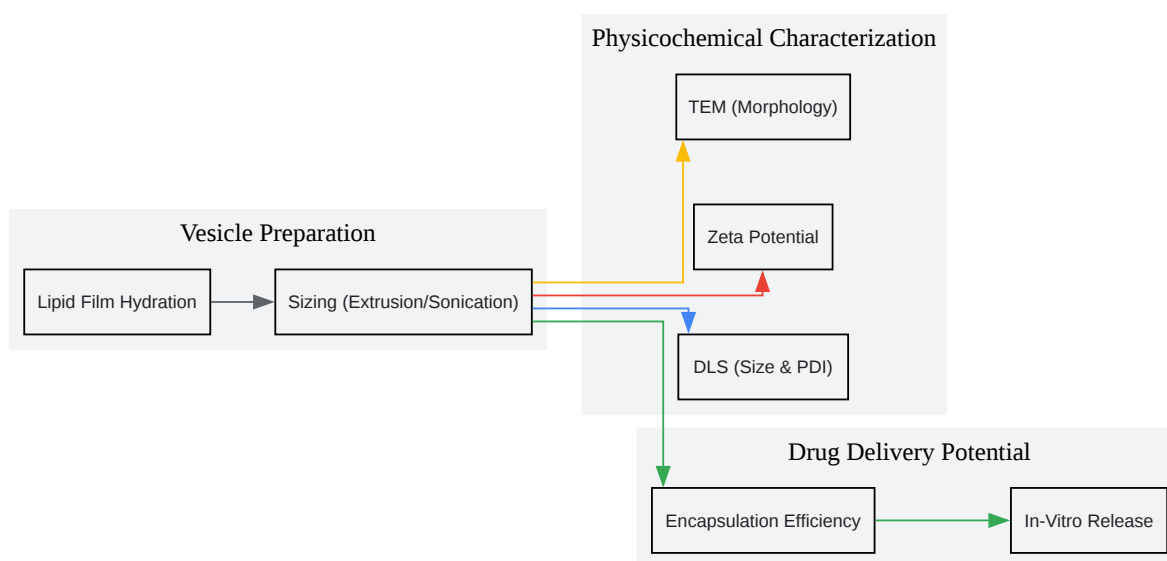 Physicochemical Characterization
TEM (Morphology)
Zeta Potential
DLS (Size & PDI)
Vesicle Preparation
Lipid Film Hydration
Sizing (Extrusion/Sonication)
Drug Delivery Potential
Encapsulation Efficiency
In-Vitro Release